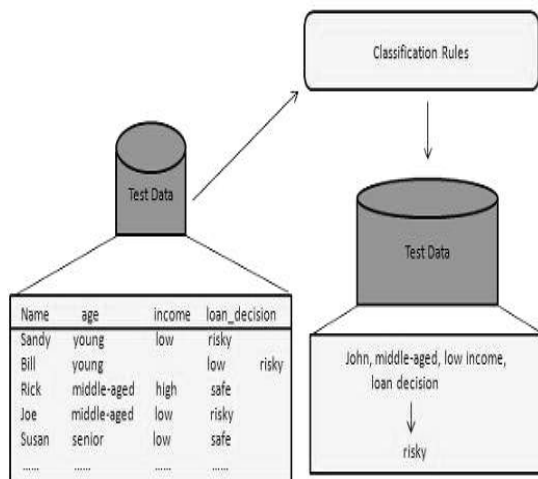 Classification Rules
Test Data
Test Data
Name age income loan_decision
Sandy young low risky
Bill young low risky
Rick middle-aged high safe
Joe middle-aged low risky
Susan senior low safe
...... ...... ...... ......
John, middle-aged, low income,
loan decision
risky